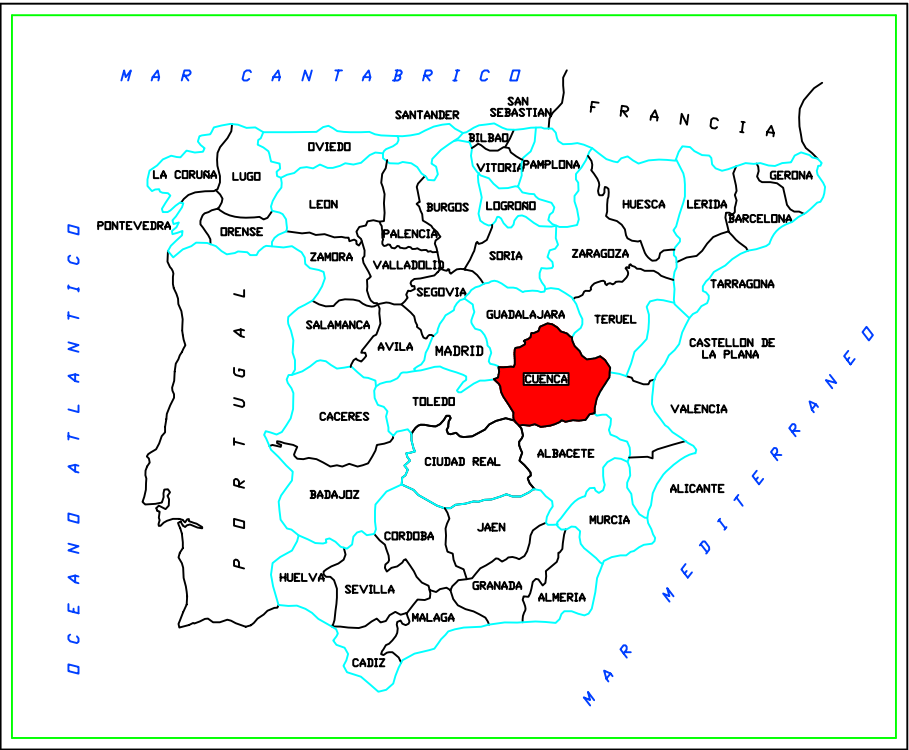 MAR CANTABRICO
FRANCIA
SAN
SEBASTIAN
SANTANDER
BILBAO
OVIEDO
LA CORUÑA
LUGO
VITORIA
PAMPLONA
GERONA
LEON
BURGOS
LOGROÑO
HUESCA
LERIDA
BARCELONA
PONTEVEDRA
ORENSE
PALENCIA
ZAMORA
VALLADOLID
SORIA
ZARAGOZA
SEGOVIA
TARRAGONA
SALAMANCA
GUADALAJARA
TERUEL
AVILA
MADRID
CASTELLON DE
LA PLANA
CUENCA
CACERES
TOLEDO
VALENCIA
CIUDAD REAL
ALBACETE
BADAJOZ
ALICANTE
CORDOBA
JAEN
MURCIA
HUELVA
SEVILLA
GRANADA
ALMERIA
MALAGA
CADIZ
PORTUGAL
OCEANO ATLANTICO
MAR MEDITERRANEO